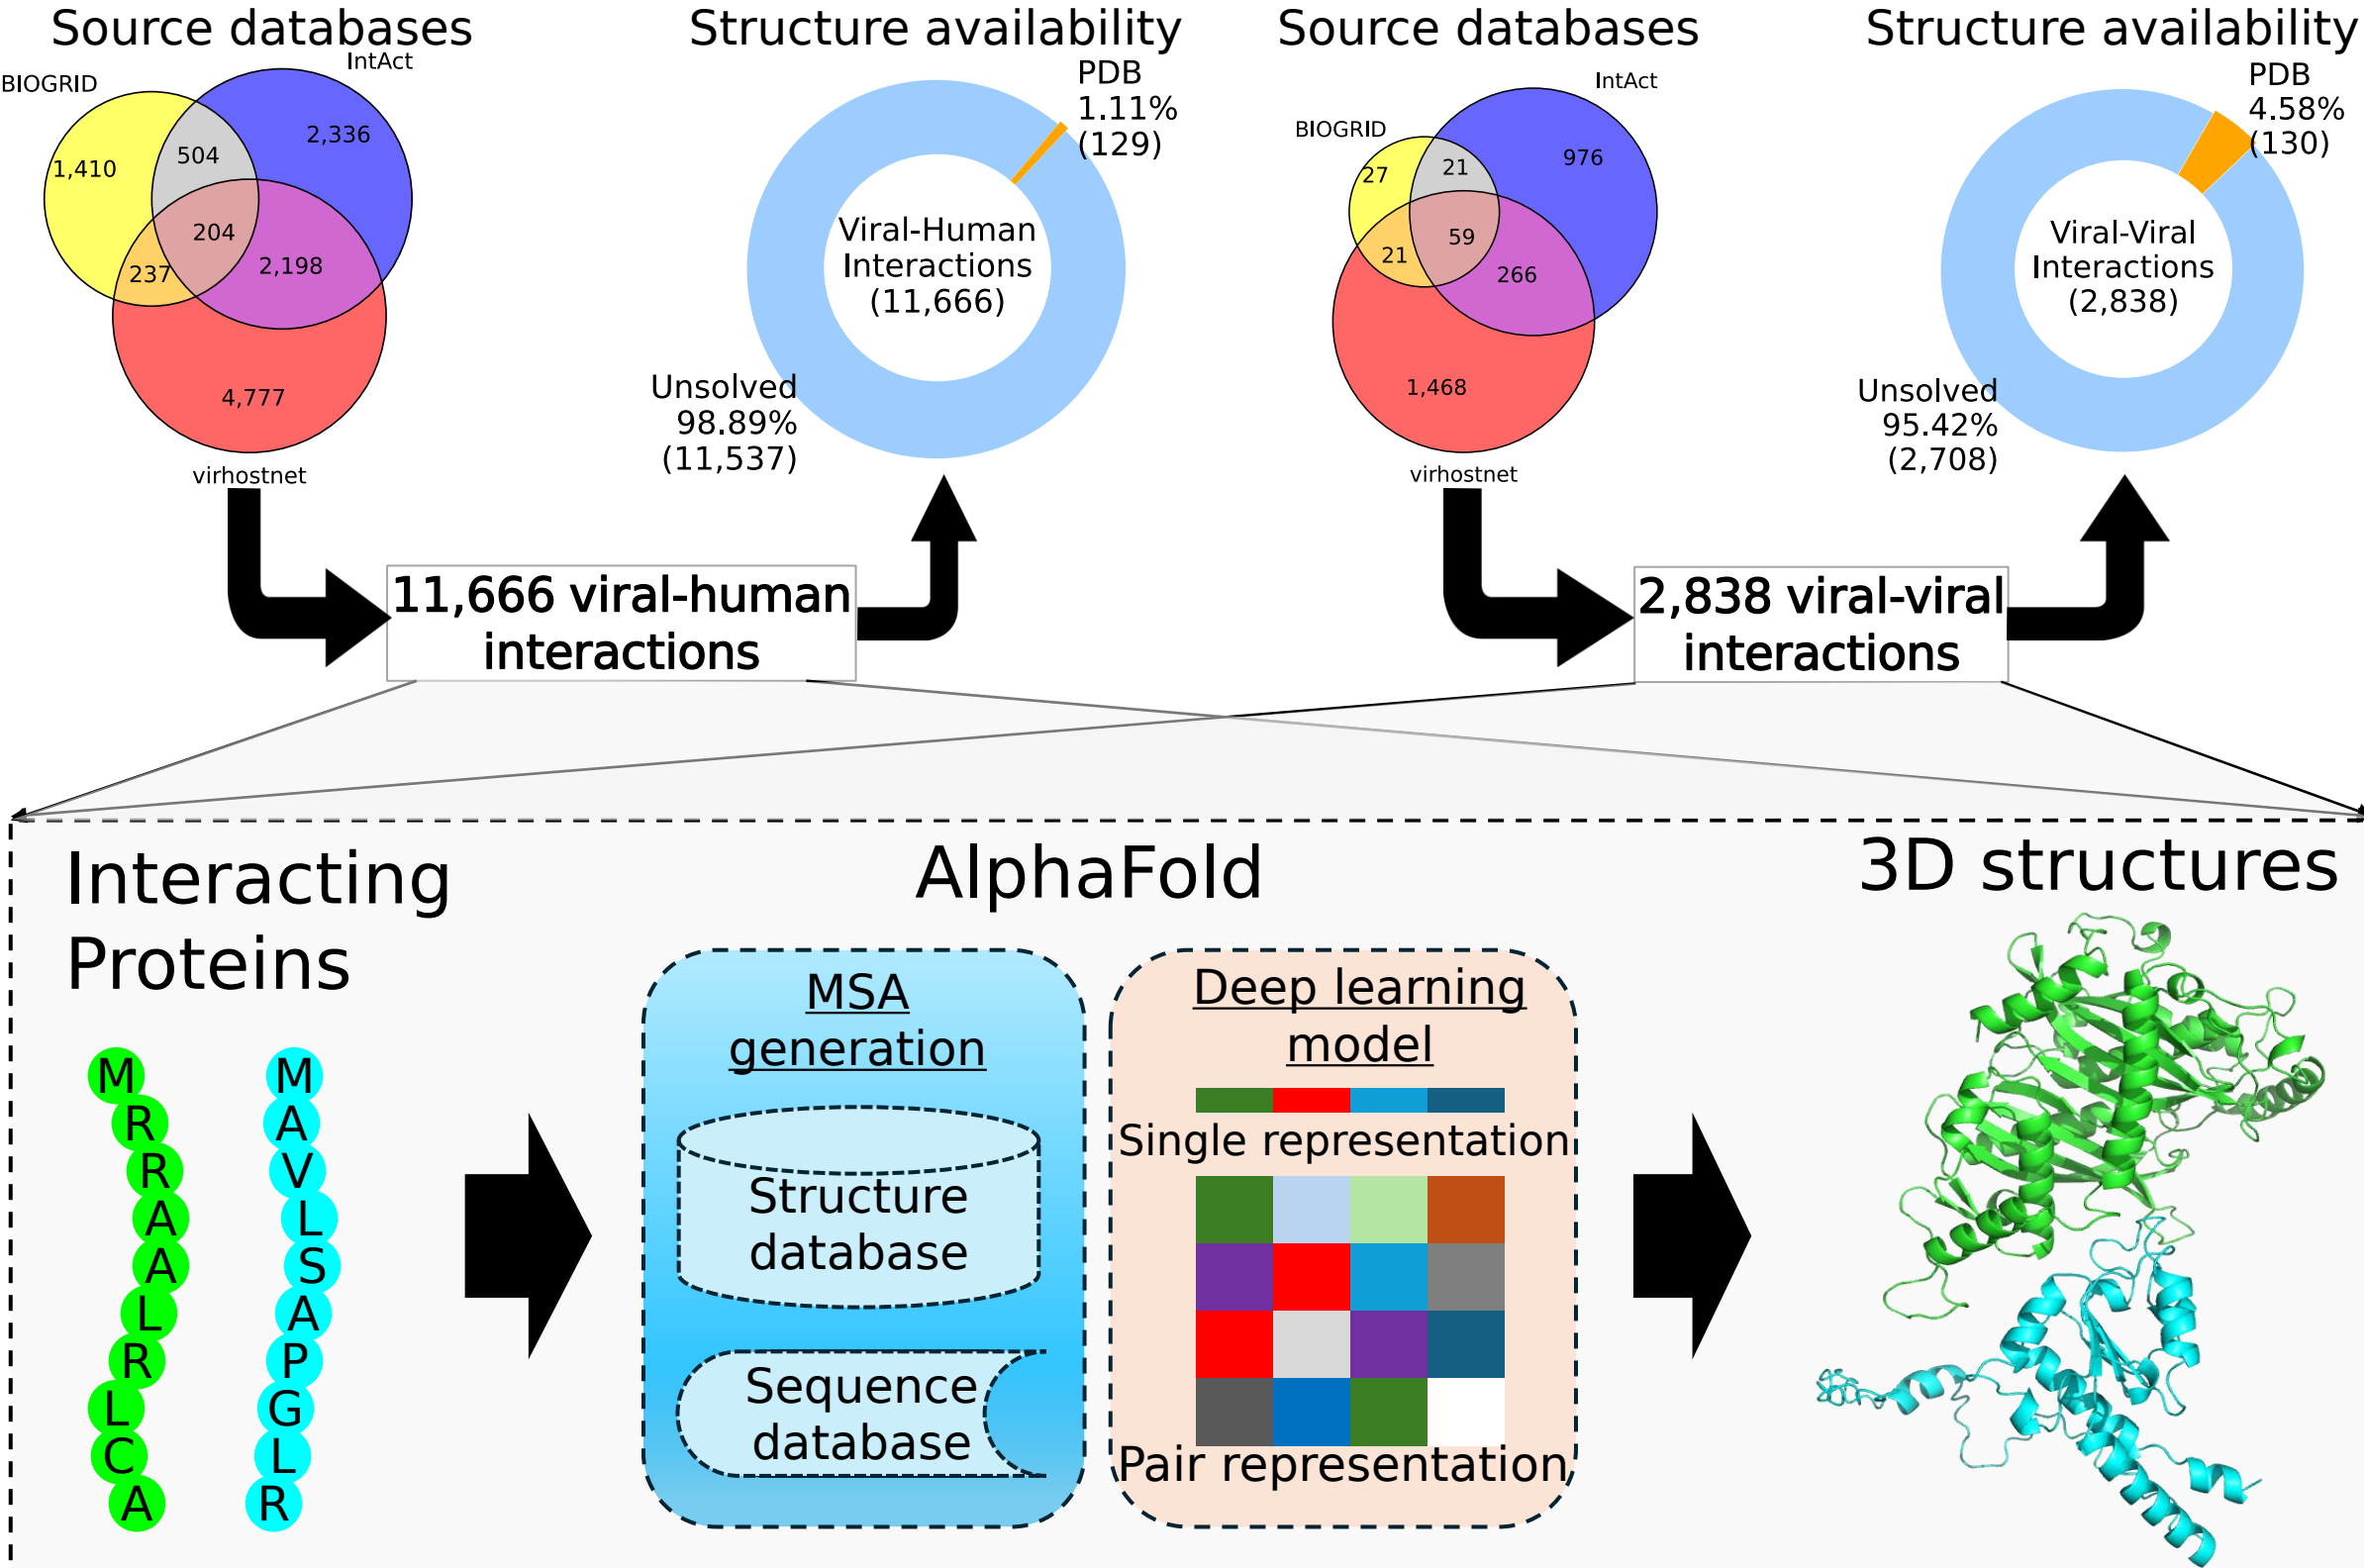 Source databases
BIOGRID
IntAct
1,410
504
2,336
204
237
2,198
4,777
virhostnet
Structure availability
PDB
1.11%
(129)
Viral-Human
Interactions
(11,666)
Unsolved
98.89%
(11,537)
Source databases
IntAct
BIOGRID
27
21
976
59
21
266
1,468
virhostnet
Structure availability
PDB
4.58%
(130)
Viral-Viral
Interactions
(2,838)
Unsolved
95.42%
(2,708)
11,666 viral-human
interactions
2,838 viral-viral
interactions
Interacting
Proteins
M
R
R
A
A
L
R
L
C
A
M
A
V
L
S
A
P
G
L
R
AlphaFold
MSA
generation
Structure
database
Sequence
database
Deep learning
model
Single representation
Pair representation
3D structures